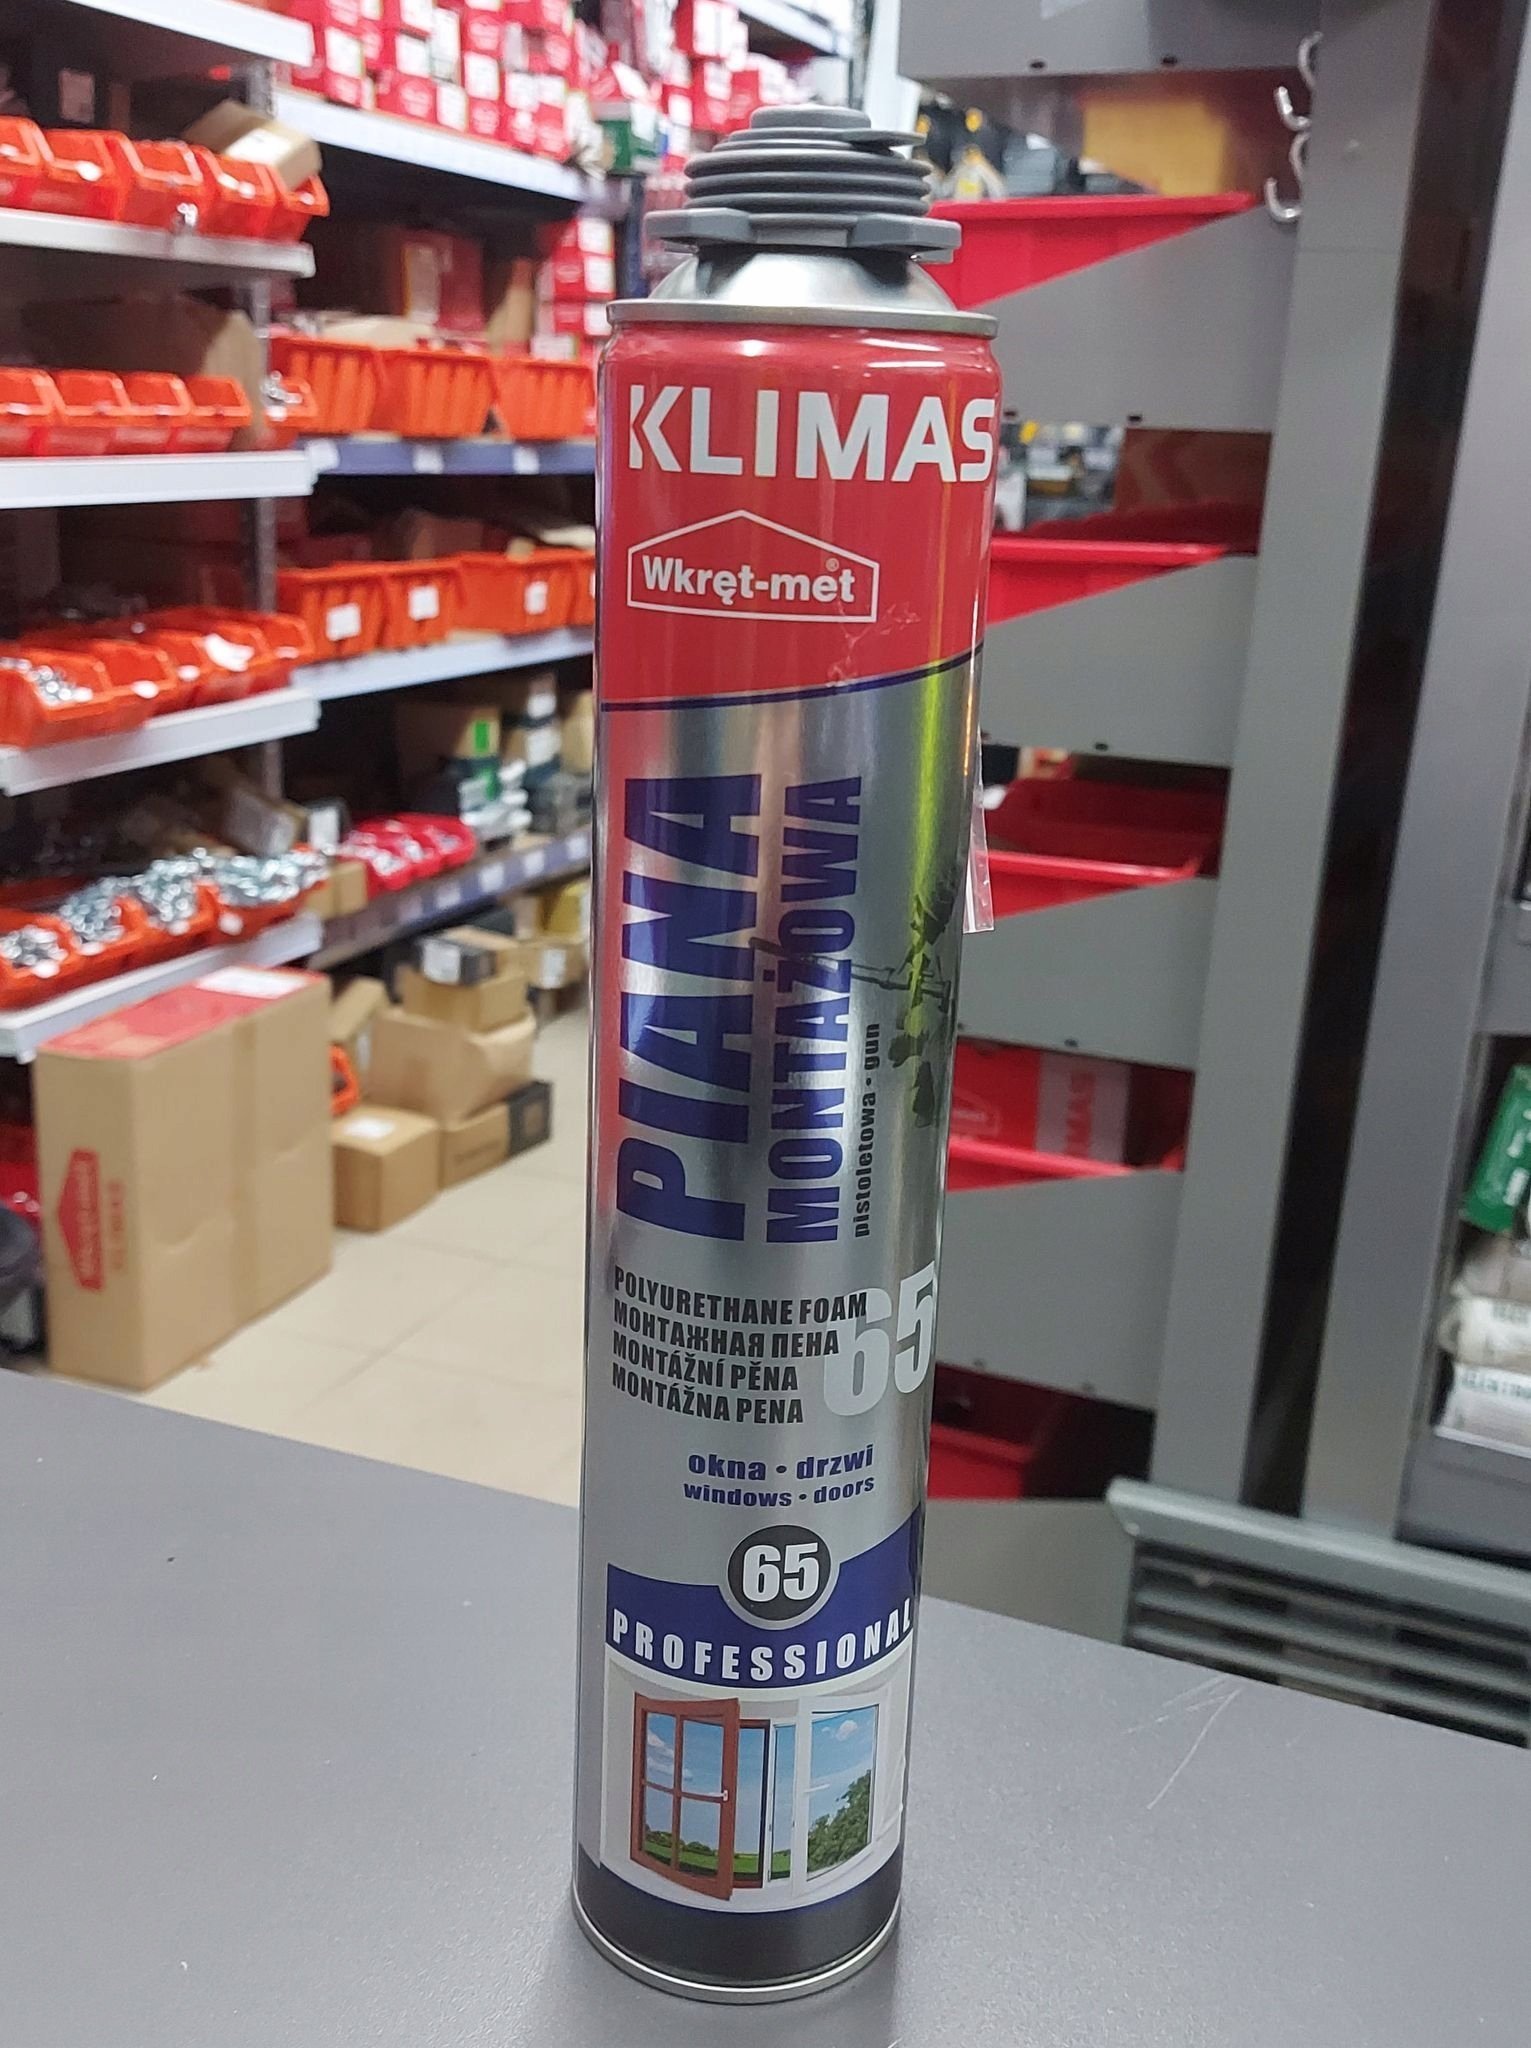 KLIMAS
Wkręt-met®
PIANA
MONTAŻOWA
pistoletowa • gun
65
POLYURETHANE FOAM
МОНТАЖНАЯ ПЕНА
MONTÁŽNÍ PĚNA
MONTÁŽNA PENA
okna • drzwi
windows • doors
65
PROFESSIONAL